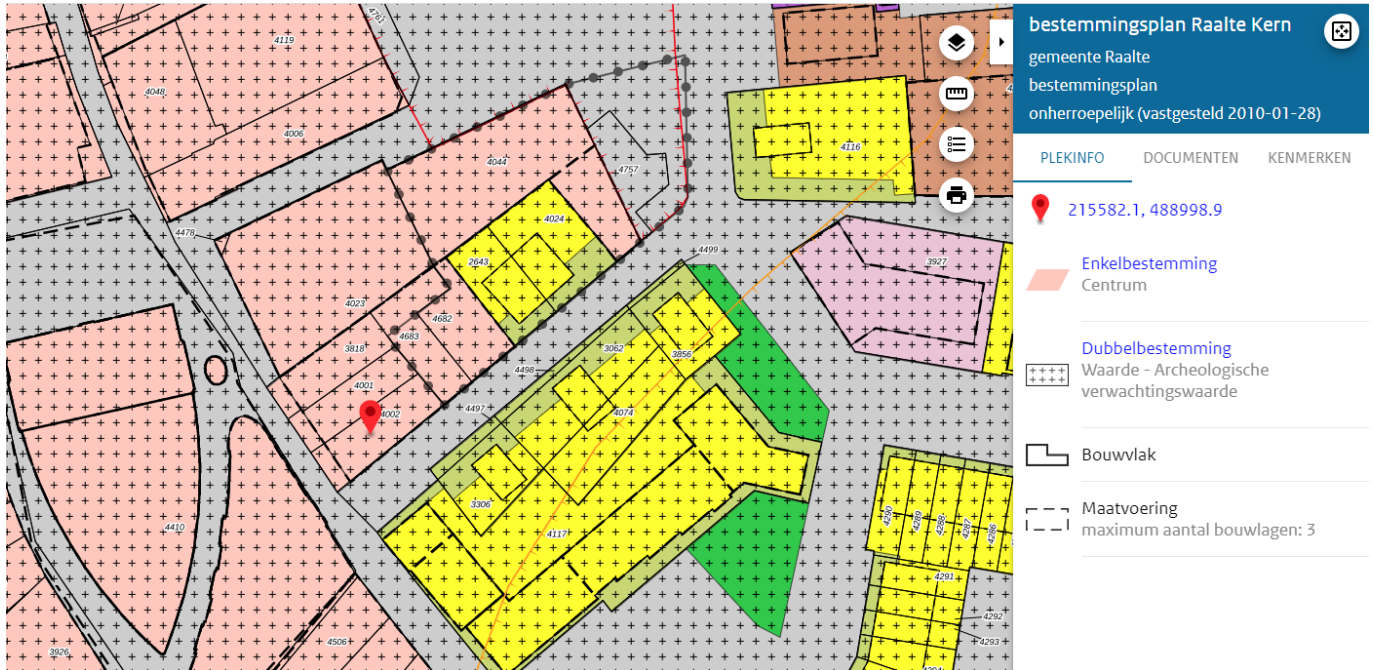 4761
4119
4048
4006
4044
4757
4116
4024
4478
2643
4499
3927
4023
4682
4683
3818
3062
3856
4498
4001
4002
4497
4074
3306
4410
4117
4290
4289
4288
4287
4286
4291
4292
4293
4506
3926
bestemmingsplan Raalte Kern
gemeente Raalte
bestemmingsplan
onherroepelijk (vastgesteld 2010-01-28)
PLEKINFO DOCUMENTEN KENMERKEN
215582.1, 488998.9
Enkelbestemming
Centrum
Dubbelbestemming
Waarde - Archeologische
verwachtingswaarde
Bouwvlak
Maatvoering
maximum aantal bouwlagen: 3